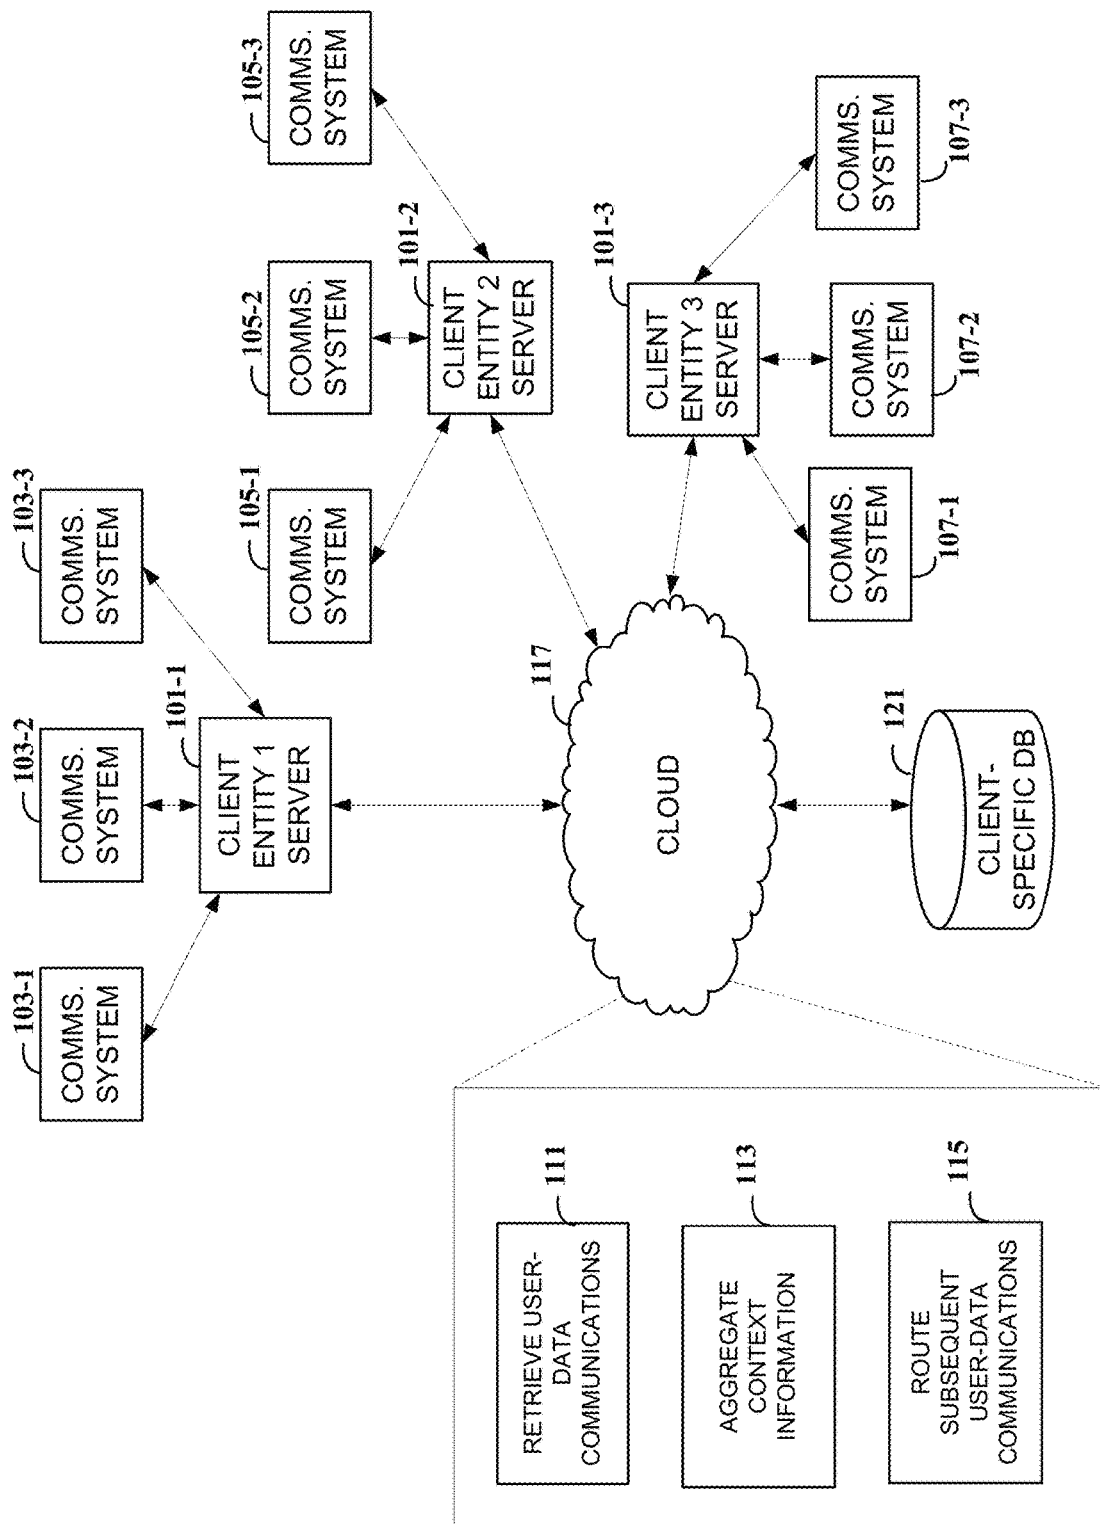 103-1
COMMS.
SYSTEM
103-2
COMMS.
SYSTEM
103-3
COMMS.
SYSTEM
101-1
CLIENT
ENTITY 1
SERVER
105-1
COMMS.
SYSTEM
105-2
COMMS.
SYSTEM
105-3
COMMS.
SYSTEM
101-2
CLIENT
ENTITY 2
SERVER
117
CLOUD
101-3
CLIENT
ENTITY 3
SERVER
COMMS.
SYSTEM
107-1
COMMS.
SYSTEM
107-2
COMMS.
SYSTEM
107-3
121
CLIENT-
SPECIFIC DB
111
RETRIEVE USER-
DATA
COMMUNICATIONS
113
AGGREGATE
CONTEXT
INFORMATION
115
ROUTE
SUBSEQUENT
USER-DATA
COMMUNICATIONS